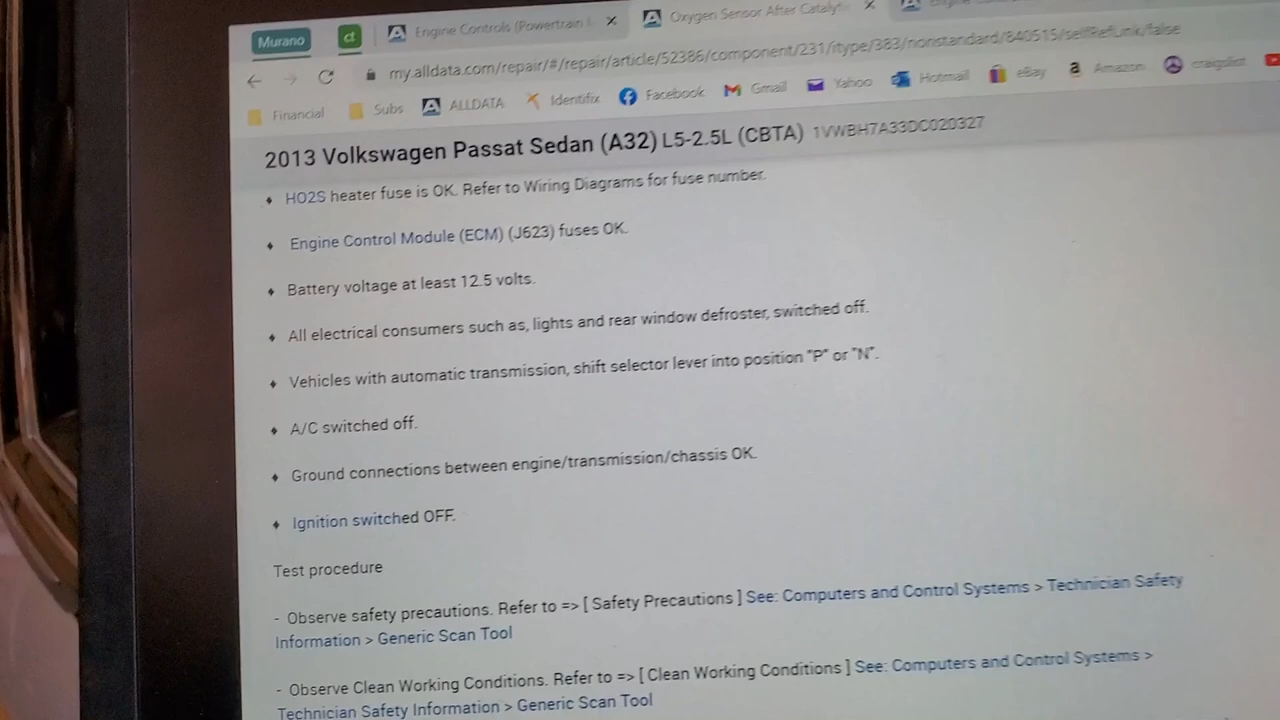 Murano
ct
Engine Controls (Powertrain
Oxygen Sensor After Catalyt
my.alldata.com/repair/#/repair/article/52386/component/231/itype/383/nonstandard/840515/selfRefLink/false
Financial Subs ALLDATA Identifix Facebook Gmail Yahoo Hotmail eBay Amazon craigslist
2013 Volkswagen Passat Sedan (A32) L5-2.5L (CBTA) 1VWBH7A33DC020327
♦ HO2S heater fuse is OK. Refer to Wiring Diagrams for fuse number.
♦ Engine Control Module (ECM) (J623) fuses OK.
♦ Battery voltage at least 12.5 volts.
♦ All electrical consumers such as, lights and rear window defroster, switched off.
♦ Vehicles with automatic transmission, shift selector lever into position "P" or "N".
♦ A/C switched off.
♦ Ground connections between engine/transmission/chassis OK.
♦ Ignition switched OFF.
Test procedure
- Observe safety precautions. Refer to => [ Safety Precautions ] See: Computers and Control Systems > Technician Safety
Information > Generic Scan Tool
- Observe Clean Working Conditions. Refer to => [ Clean Working Conditions ] See: Computers and Control Systems >
Technician Safety Information > Generic Scan Tool